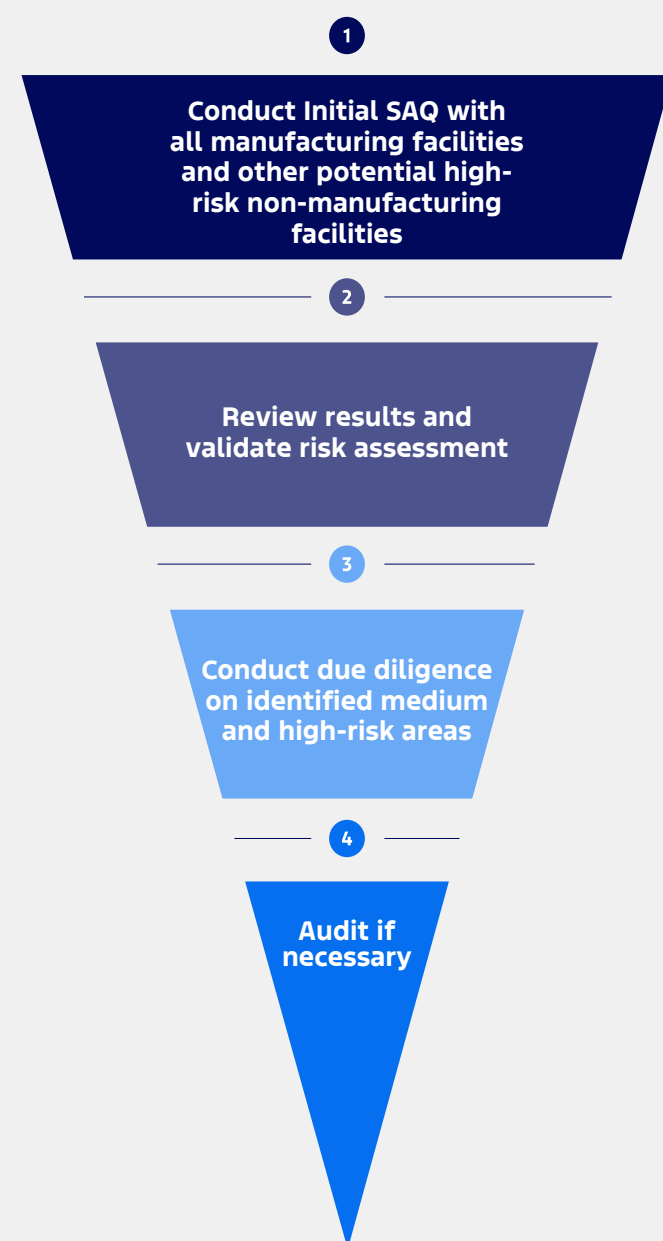 1
Conduct Initial SAQ with
all manufacturing facilities
and other potential high-
risk non-manufacturing
facilities
2
Review results and
validate risk assessment
3
Conduct due diligence
on identified medium
and high-risk areas
4
Audit if
necessary